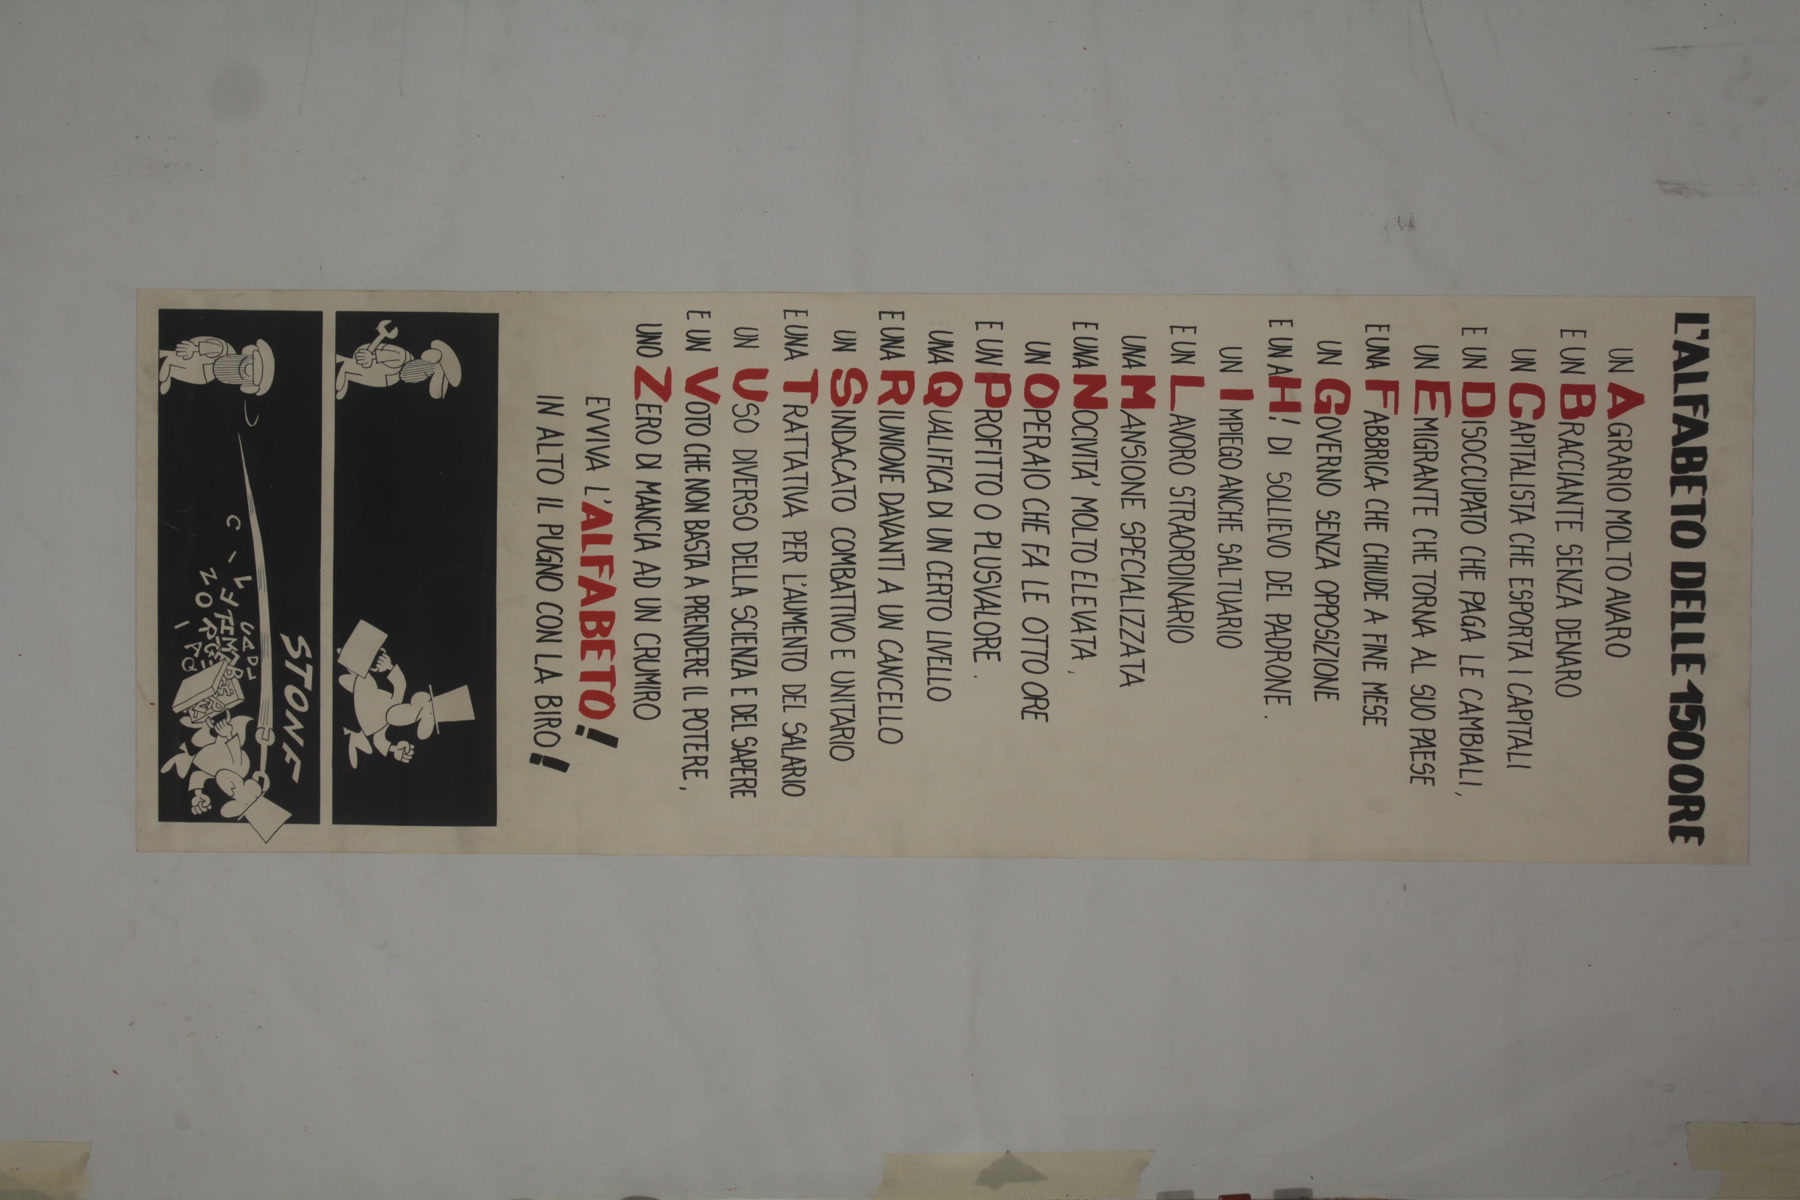 L'ALFABETO DELLE 150 ORE
UN AGRARIO MOLTO AVARO
E UN BRACCIANTE SENZA DENARO
UN CAPITALISTA CHE ESPORTA I CAPITALI
E UN DISOCCUPATO CHE PAGA LE CAMBIALI,
UN EMIGRANTE CHE TORNA AL SUO PAESE
E UNA FABBRICA CHE CHIUDE A FINE MESE
UN GOVERNO SENZA OPPOSIZIONE
E UN AH! DI SOLLIEVO DEL PADRONE.
UN IMPIEGO ANCHE SALTUARIO
E UN LAVORO STRAORDINARIO
UNA MANSIONE SPECIALIZZATA
E UNA NOCIVITA' MOLTO ELEVATA,
UN OPERAIO CHE FA LE OTTO ORE
E UN PROFITTO O PLUSVALORE.
UNA QUALIFICA DI UN CERTO LIVELLO
E UNA RIUNIONE DAVANTI A UN CANCELLO
UN SINDACATO COMBATTIVO E UNITARIO
E UNA TRATTATIVA PER L'AUMENTO DEL SALARIO
UN USO DIVERSO DELLA SCIENZA E DEL SAPERE
E UN VOTO CHE NON BASTA A PRENDERE IL POTERE,
UNO ZERO DI MANCIA AD UN CRUMIRO
EVVIVA L'ALFABETO!
IN ALTO IL PUGNO CON LA BIRO!
STONF